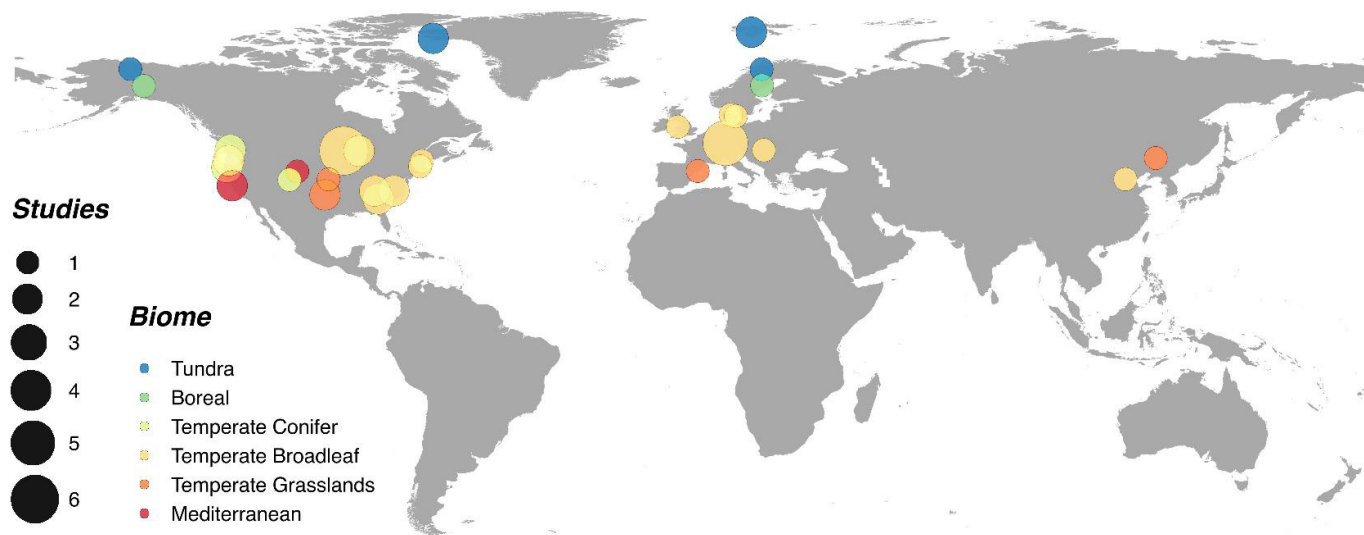 Studies
1
2
3
4
5
6
Biome
Tundra
Boreal
Temperate Conifer
Temperate Broadleaf
Temperate Grasslands
Mediterranean